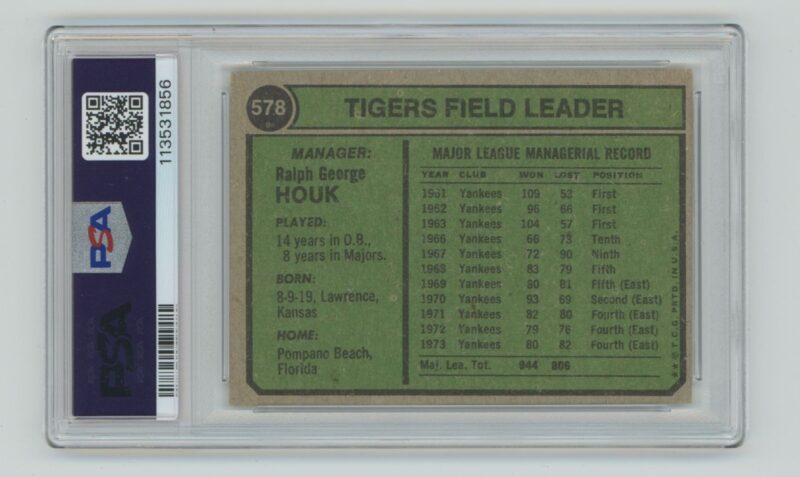 PSA
113531856
PSA
578
TIGERS FIELD LEADER
MANAGER:
Ralph George
HOUK
PLAYED:
14 years in O.B.,
8 years in Majors.
BORN:
8-9-19, Lawrence,
Kansas
HOME:
Pompano Beach,
Florida
MAJOR LEAGUE MANAGERIAL RECORD
YEAR CLUB WON LOST POSITION
1961 Yankees 109 53 First
1962 Yankees 96 66 First
1963 Yankees 104 57 First
1966 Yankees 66 73 Tenth
1967 Yankees 72 90 Ninth
1968 Yankees 83 79 Fifth
1969 Yankees 80 81 Fifth (East)
1970 Yankees 93 69 Second (East)
1971 Yankees 82 80 Fourth (East)
1972 Yankees 79 76 Fourth (East)
1973 Yankees 80 82 Fourth (East)
Maj. Lea. Tot. 944 806
★★© T.C.G. PRTD. IN U.S.A.